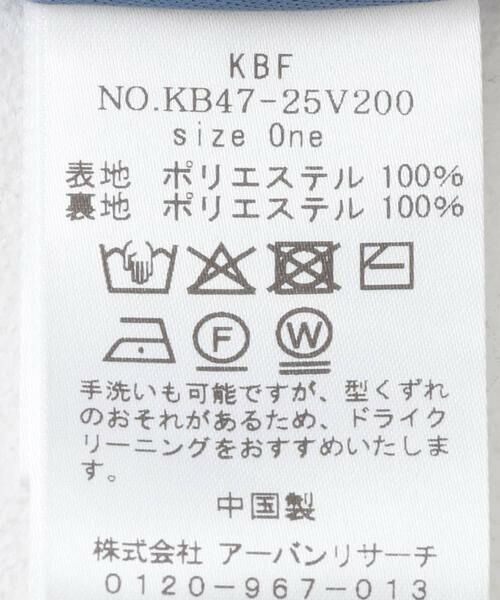 KBF
NO.KB47-25V200
size One
表地 ポリエステル 100%
裏地 ポリエステル 100%
F W
手洗いも可能ですが、型くずれ
のおそれがあるため、ドライク
リーニングをおすすめいたしま
す。
中国製
株式会社 アーバンリサーチ
0120-967-013